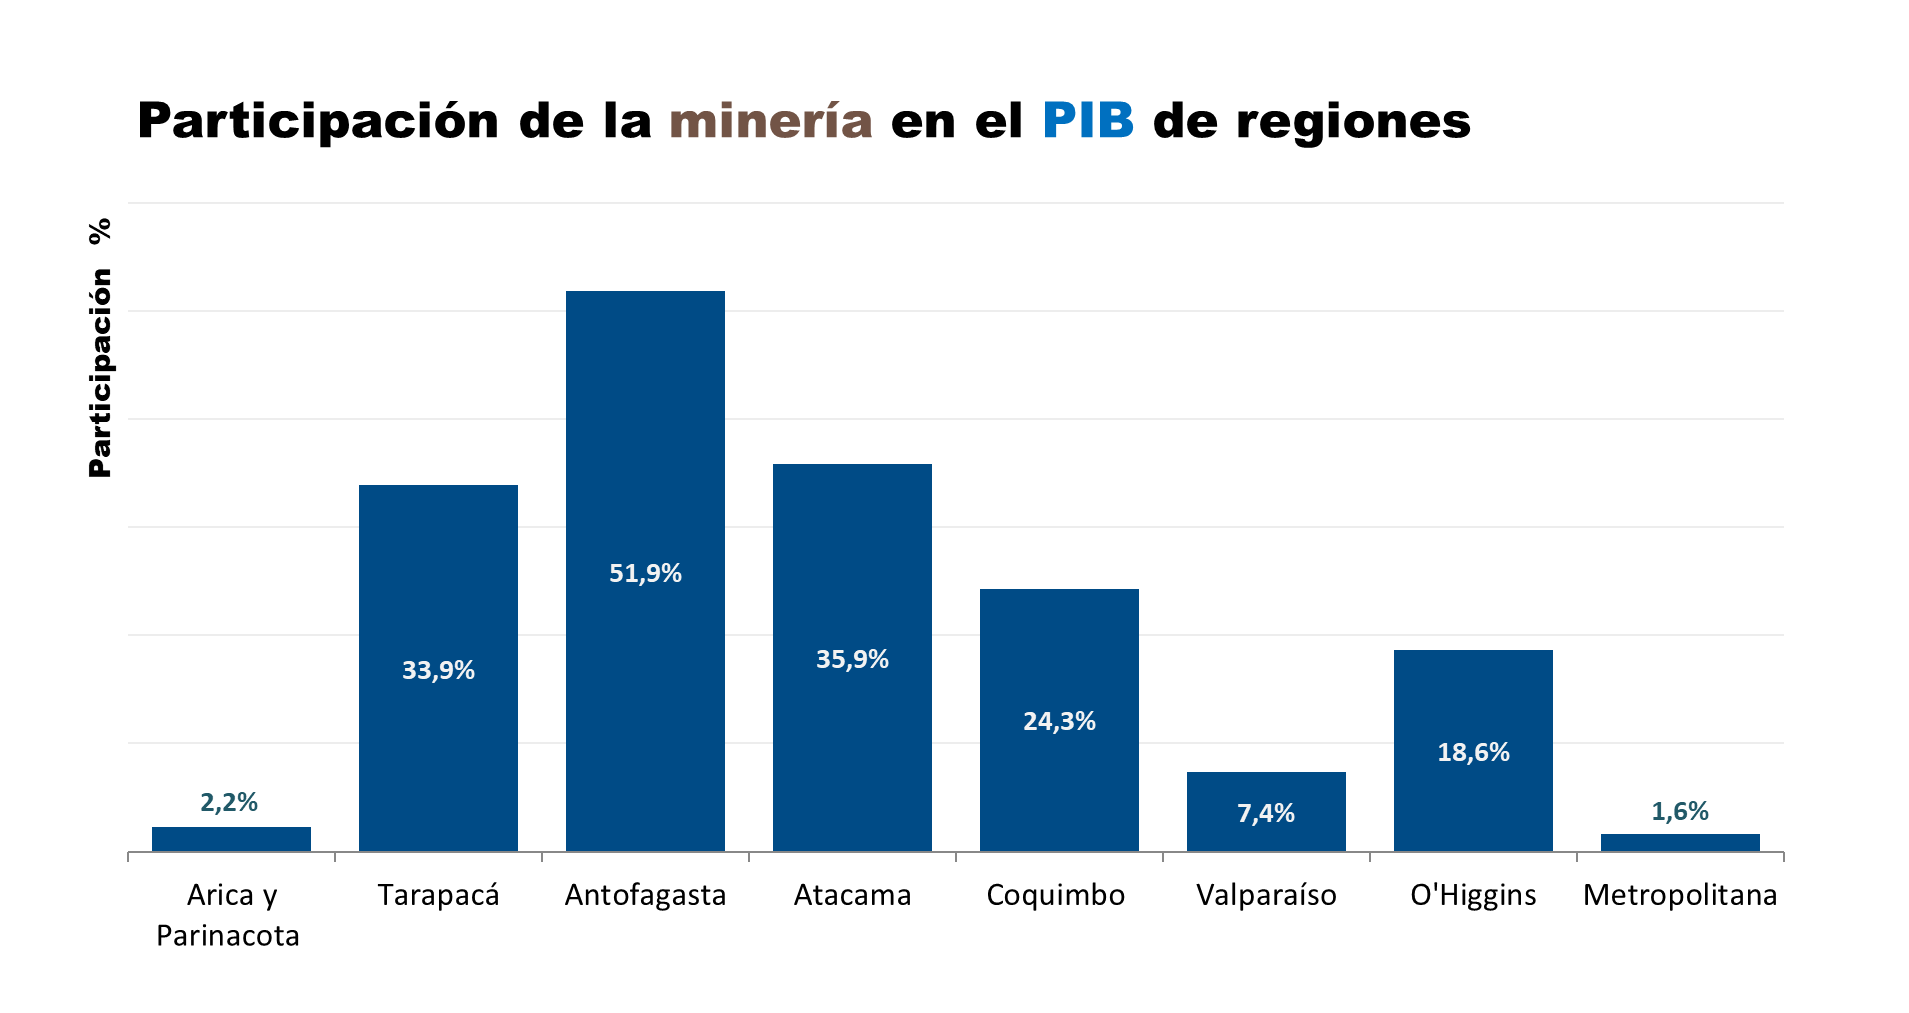 Participación de la minería en el PIB de regiones
Participación %
2,2%
33,9%
51,9%
35,9%
24,3%
7,4%
18,6%
1,6%
Arica y
Parinacota
Tarapacá
Antofagasta
Atacama
Coquimbo
Valparaíso
O'Higgins
Metropolitana